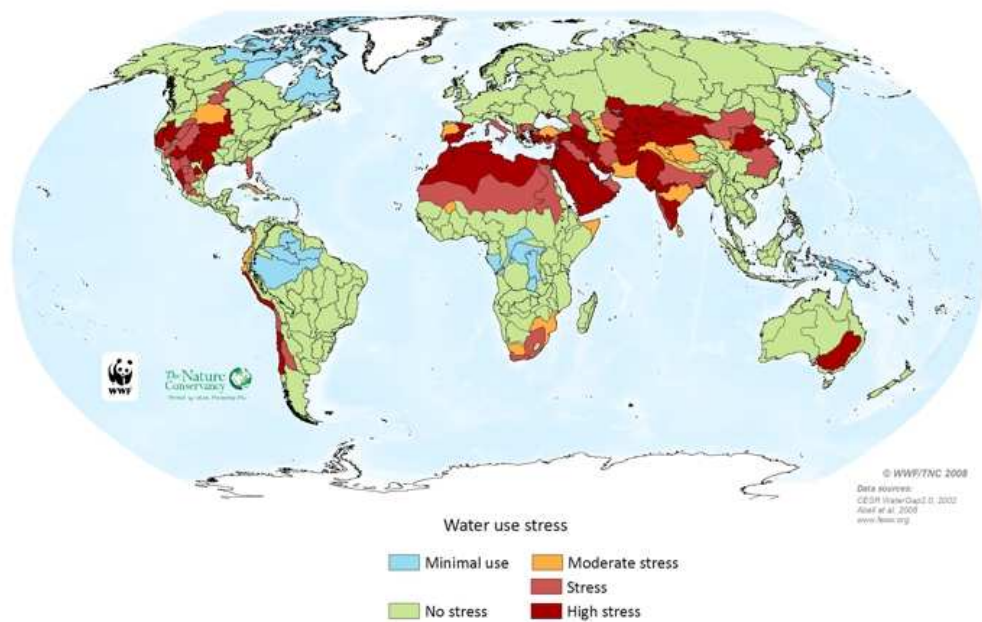 WWF
The Nature
Conservancy
© WWF/TNC 2008
Data sources:
CESR WaterGap2.0, 2002
Abell et al. 2008
www.feow.org
Water use stress
Minimal use
Moderate stress
Stress
No stress
High stress